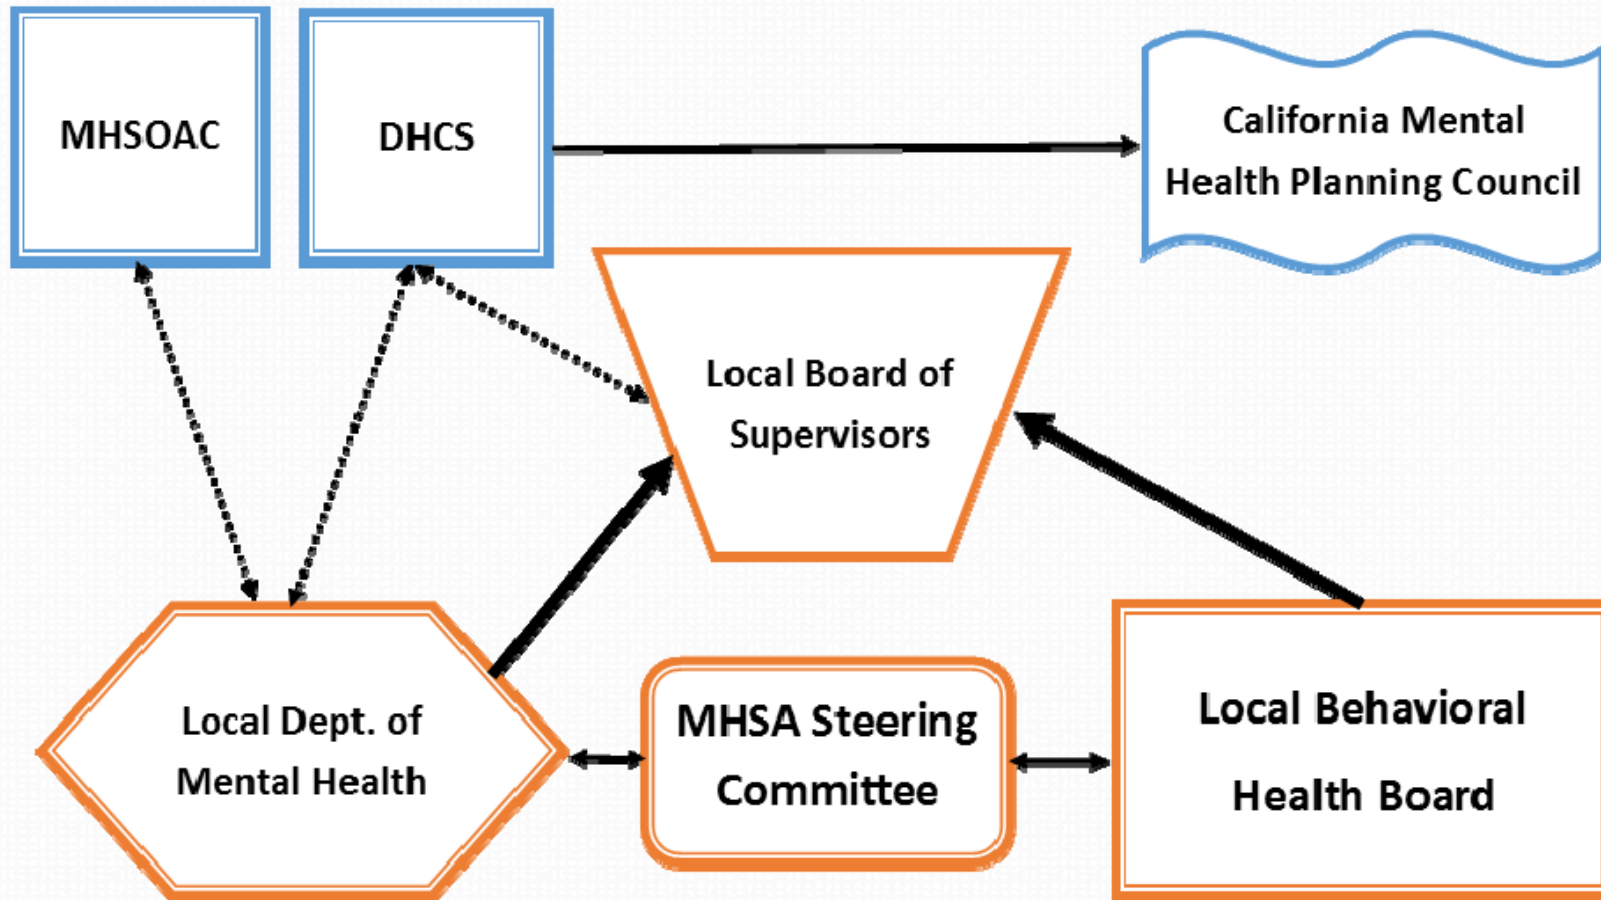 MHSOAC
DHCS
California Mental
Health Planning Council
Local Board of
Supervisors
Local Dept. of
Mental Health
MHSA Steering
Committee
Local Behavioral
Health Board